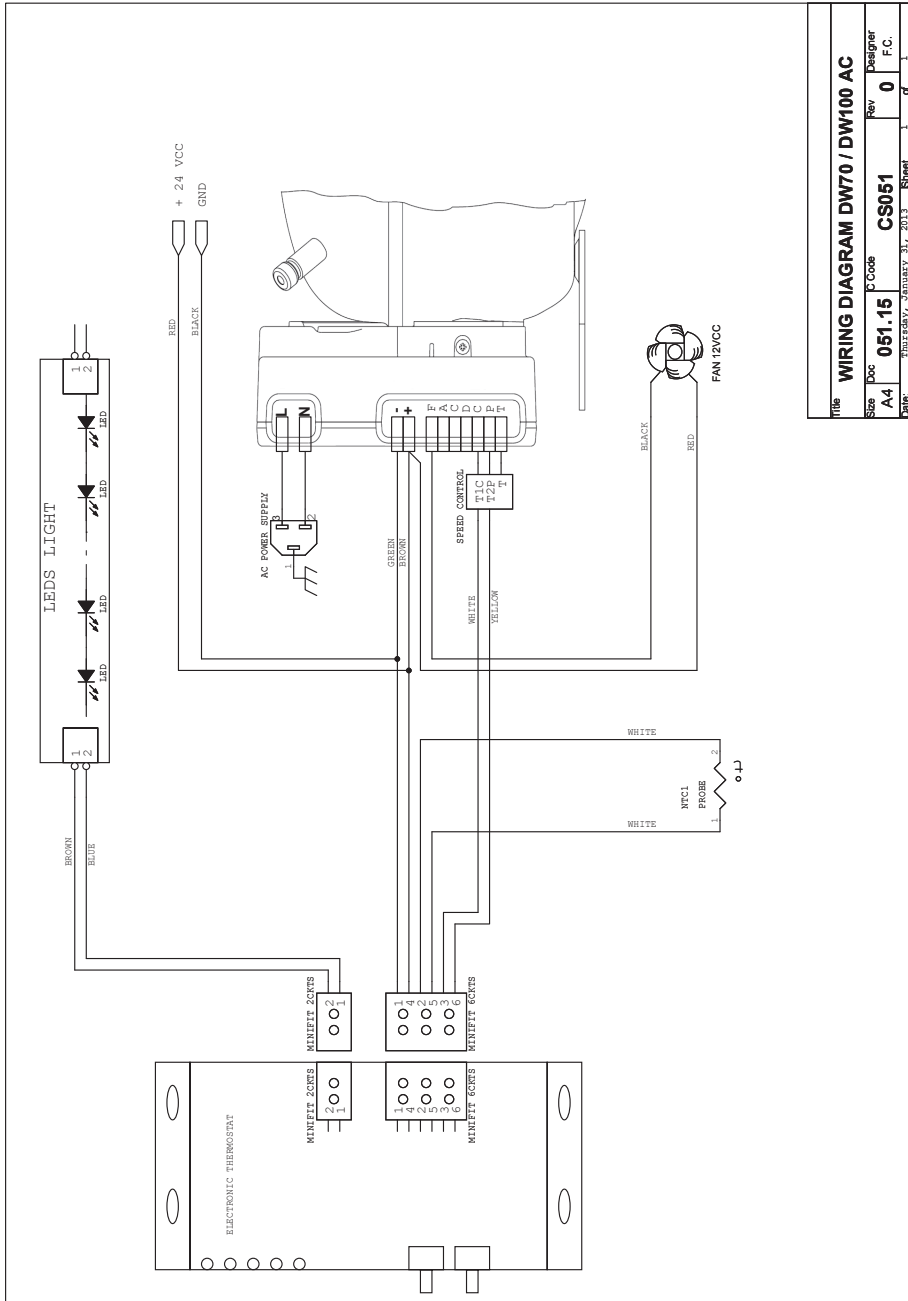 LEDS LIGHT
1
2
LED
LED
LED
LED
1
2
BROWN
BLUE
+ 24 VCC
GND
RED
BLACK
AC POWER SUPPLY
3
2
1
L
N
-
+
F
A
C
D
C
P
T
GREEN
BROWN
SPEED CONTROL
T1C
T2P
T
WHITE
YELLOW
BLACK
RED
FAN 12VCC
WHITE
WHITE
NTC1
PROBE
1
2
t°
MINIFIT 2CKTS
2
1
MINIFIT 6CKTS
1
4
2
5
3
6
MINIFIT 2CKTS
2
1
MINIFIT 6CKTS
1
4
2
5
3
6
ELECTRONIC THERMOSTAT
Title
WIRING DIAGRAM DW70 / DW100 AC
Size
A4
Doc
051.15
C Code
CS051
Rev
0
Designer
F.C.
Date: Thursday, January 31, 2013 Sheet 1 of 1